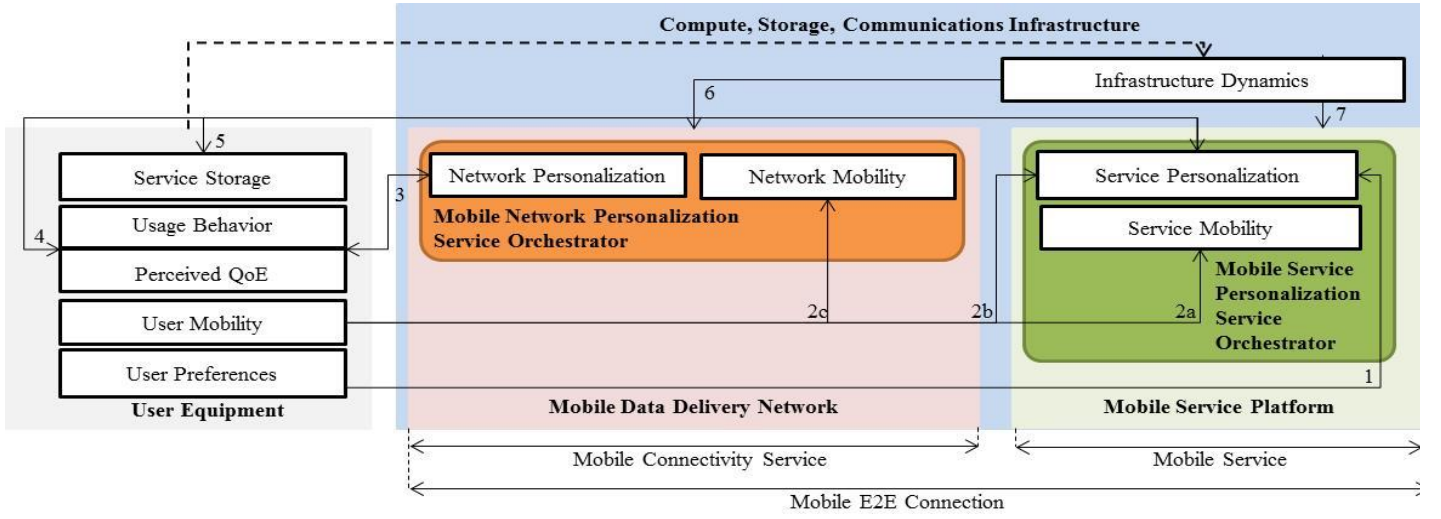 Compute, Storage, Communications Infrastructure
Infrastructure Dynamics
6
7
5
Service Storage
Network Personalization
Network Mobility
Service Personalization
3
Usage Behavior
Mobile Network Personalization
Service Orchestrator
Service Mobility
4
Perceived QoE
Mobile Service
Personalization
Service
Orchestrator
User Mobility
2c
2b
2a
User Preferences
1
User Equipment
Mobile Data Delivery Network
Mobile Service Platform
Mobile Connectivity Service
Mobile Service
Mobile E2E Connection